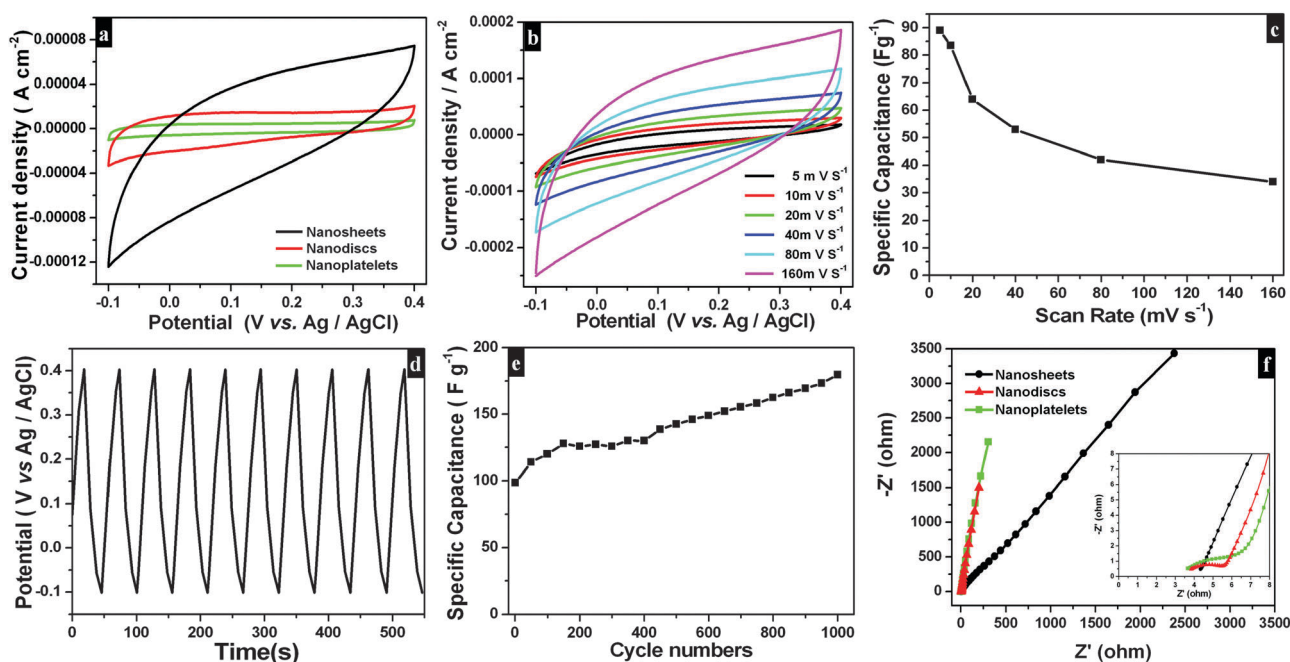 a
Current density ( A cm⁻²)
0.00008
0.00004
0.00000
-0.00004
-0.00008
-0.00012
Nanosheets
Nanodiscs
Nanoplatelets
-0.1 0.0 0.1 0.2 0.3 0.4
Potential (V vs. Ag / AgCl)
b
Current density / A cm⁻²
0.0002
0.0001
0.0000
-0.0001
-0.0002
5 m V S⁻¹
10m V S⁻¹
20m V S⁻¹
40m V S⁻¹
80m V S⁻¹
160m V S⁻¹
-0.1 0.0 0.1 0.2 0.3 0.4
Potential (V vs. Ag / AgCl)
c
Specific Capacitance (Fg⁻¹)
90
80
70
60
50
40
30
20
10
0
0 20 40 60 80 100 120 140 160
Scan Rate (mV s⁻¹)
d
Potential ( V vs Ag / AgCl)
0.4
0.3
0.2
0.1
0.0
-0.1
0 100 200 300 400 500
Time(s)
e
Specific Capacitance ( F g⁻¹)
200
150
100
50
0
0 200 400 600 800 1000
Cycle numbers
f
-Z' (ohm)
3500
3000
2500
2000
1500
1000
500
0
Nanosheets
Nanodiscs
Nanoplatelets
-Z' (ohm)
8
7
6
5
4
3
2
1
0
0 1 2 3 4 5 6 7 8
Z' (ohm)
0 500 1000 1500 2000 2500 3000 3500
Z' (ohm)